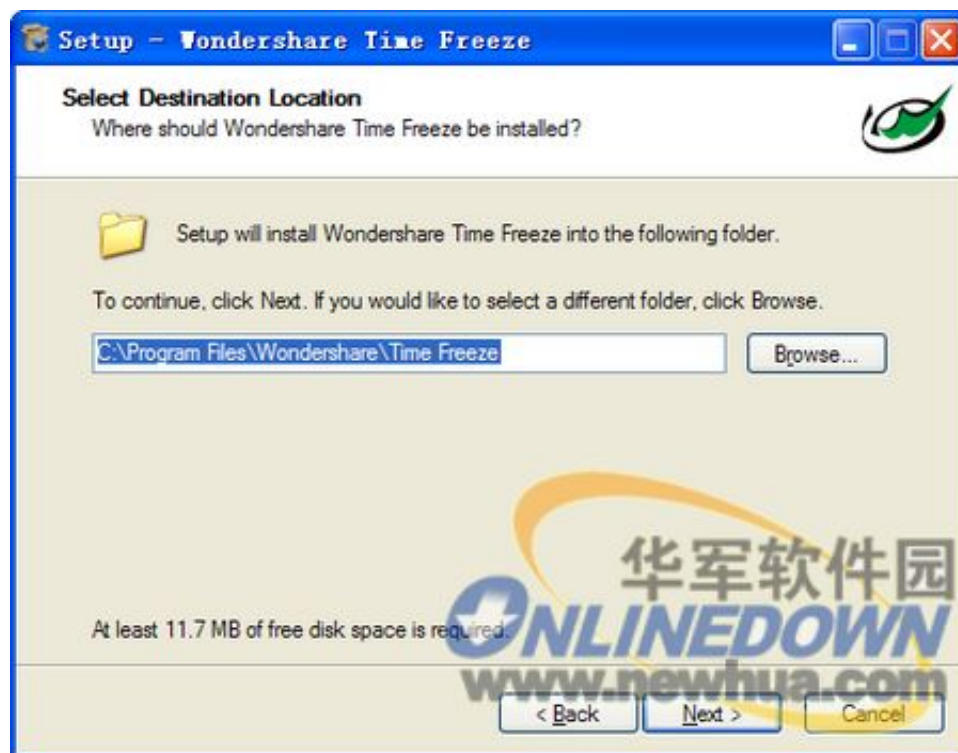 Setup - Wondershare Time Freeze
Select Destination Location
Where should Wondershare Time Freeze be installed?
Setup will install Wondershare Time Freeze into the following folder.
To continue, click Next. If you would like to select a different folder, click Browse.
C:\Program Files\Wondershare\Time Freeze
Browse...
华军软件园
At least 11.7 MB of free disk space is required.
ONLINEDOWN
www.newhua.com
< Back
Next >
Cancel